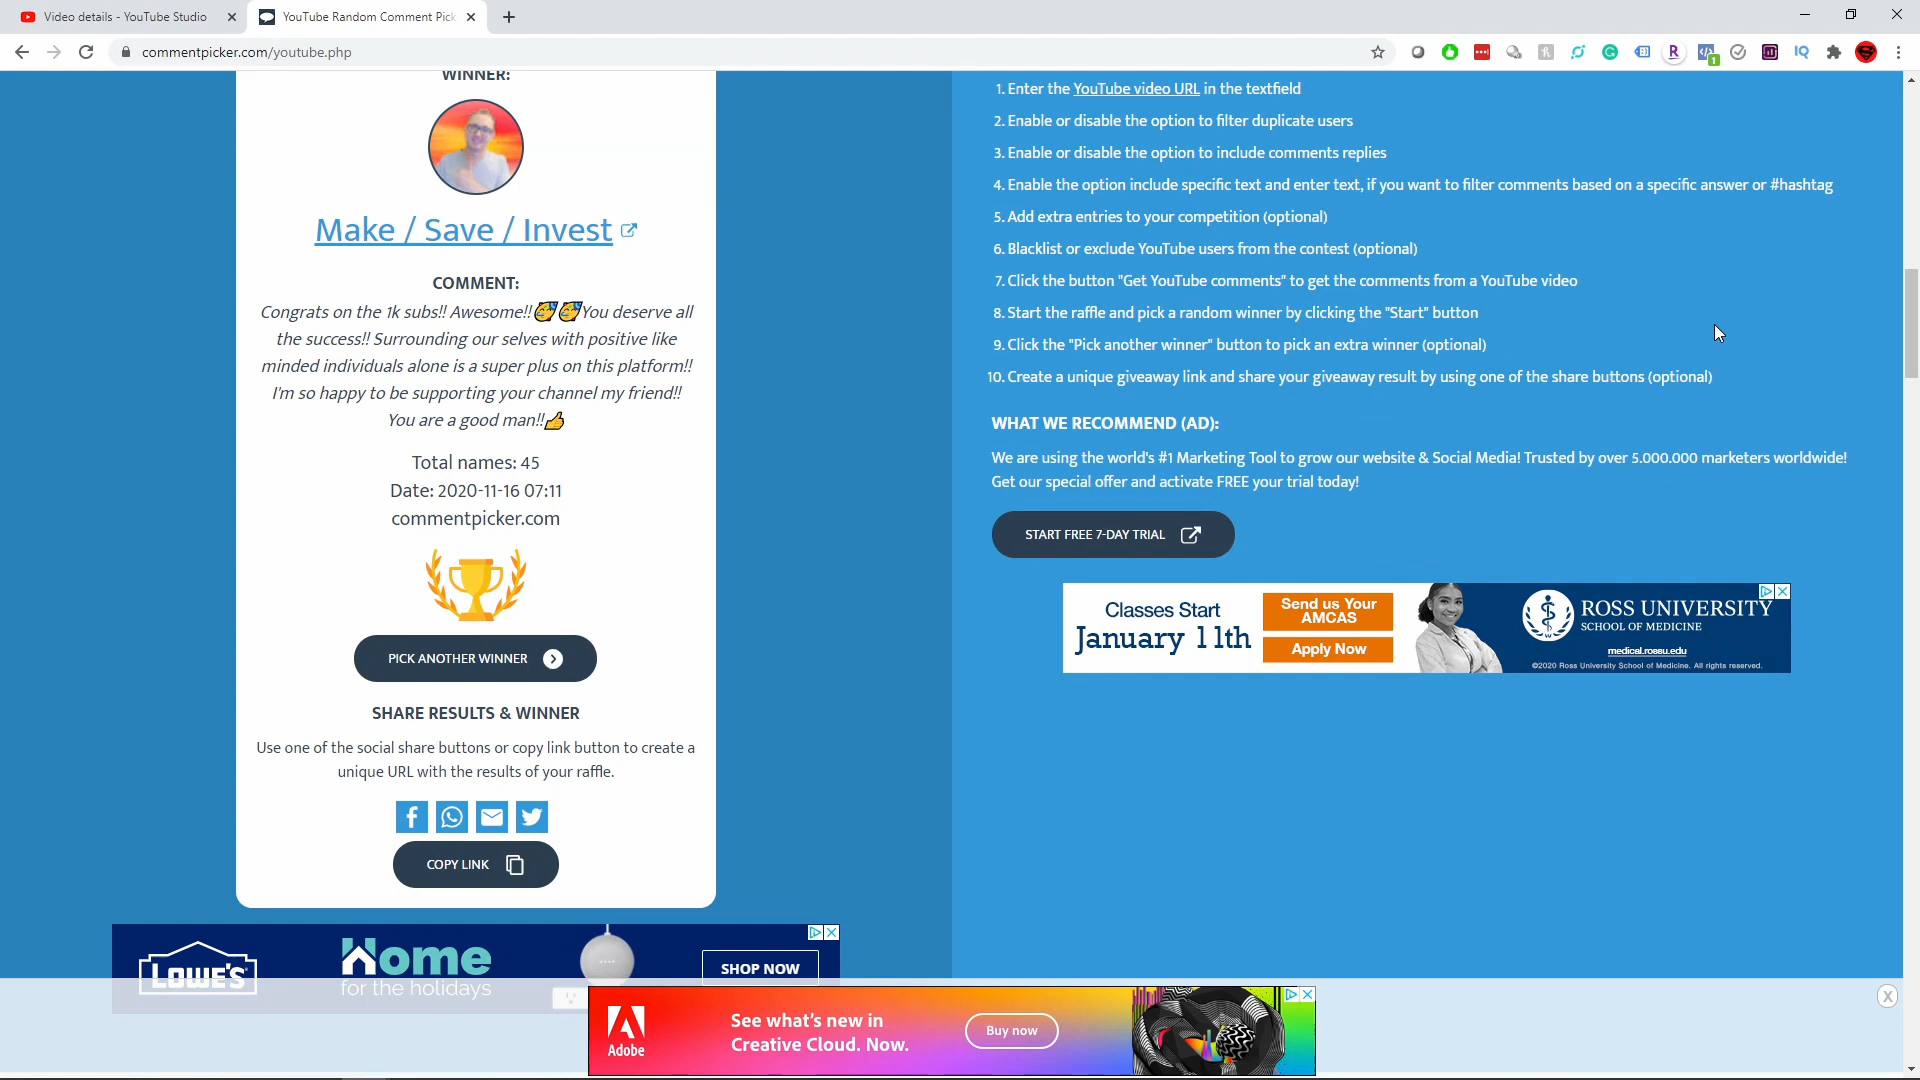 Video details - YouTube Studio
YouTube Random Comment Pick
commentpicker.com/youtube.php
WINNER:
Make / Save / Invest
COMMENT:
Congrats on the 1k subs!! Awesome!!🥳🥳You deserve all
the success!! Surrounding our selves with positive like
minded individuals alone is a super plus on this platform!!
I'm so happy to be supporting your channel my friend!!
You are a good man!!👍
Total names: 45
Date: 2020-11-16 07:11
commentpicker.com
PICK ANOTHER WINNER
SHARE RESULTS & WINNER
Use one of the social share buttons or copy link button to create a
unique URL with the results of your raffle.
COPY LINK
1. Enter the YouTube video URL in the textfield
2. Enable or disable the option to filter duplicate users
3. Enable or disable the option to include comments replies
4. Enable the option include specific text and enter text, if you want to filter comments based on a specific answer or #hashtag
5. Add extra entries to your competition (optional)
6. Blacklist or exclude YouTube users from the contest (optional)
7. Click the button "Get YouTube comments" to get the comments from a YouTube video
8. Start the raffle and pick a random winner by clicking the "Start" button
9. Click the "Pick another winner" button to pick an extra winner (optional)
10. Create a unique giveaway link and share your giveaway result by using one of the share buttons (optional)
WHAT WE RECOMMEND (AD):
We are using the world's #1 Marketing Tool to grow our website & Social Media! Trusted by over 5.000.000 marketers worldwide!
Get our special offer and activate FREE your trial today!
START FREE 7-DAY TRIAL
Classes Start
January 11th
Send us Your
AMCAS
Apply Now
ROSS UNIVERSITY
SCHOOL OF MEDICINE
medical.rossu.edu
©2020 Ross University School of Medicine. All rights reserved.
LOWE'S
Home
for the holidays
SHOP NOW
Adobe
See what's new in
Creative Cloud. Now.
Buy now